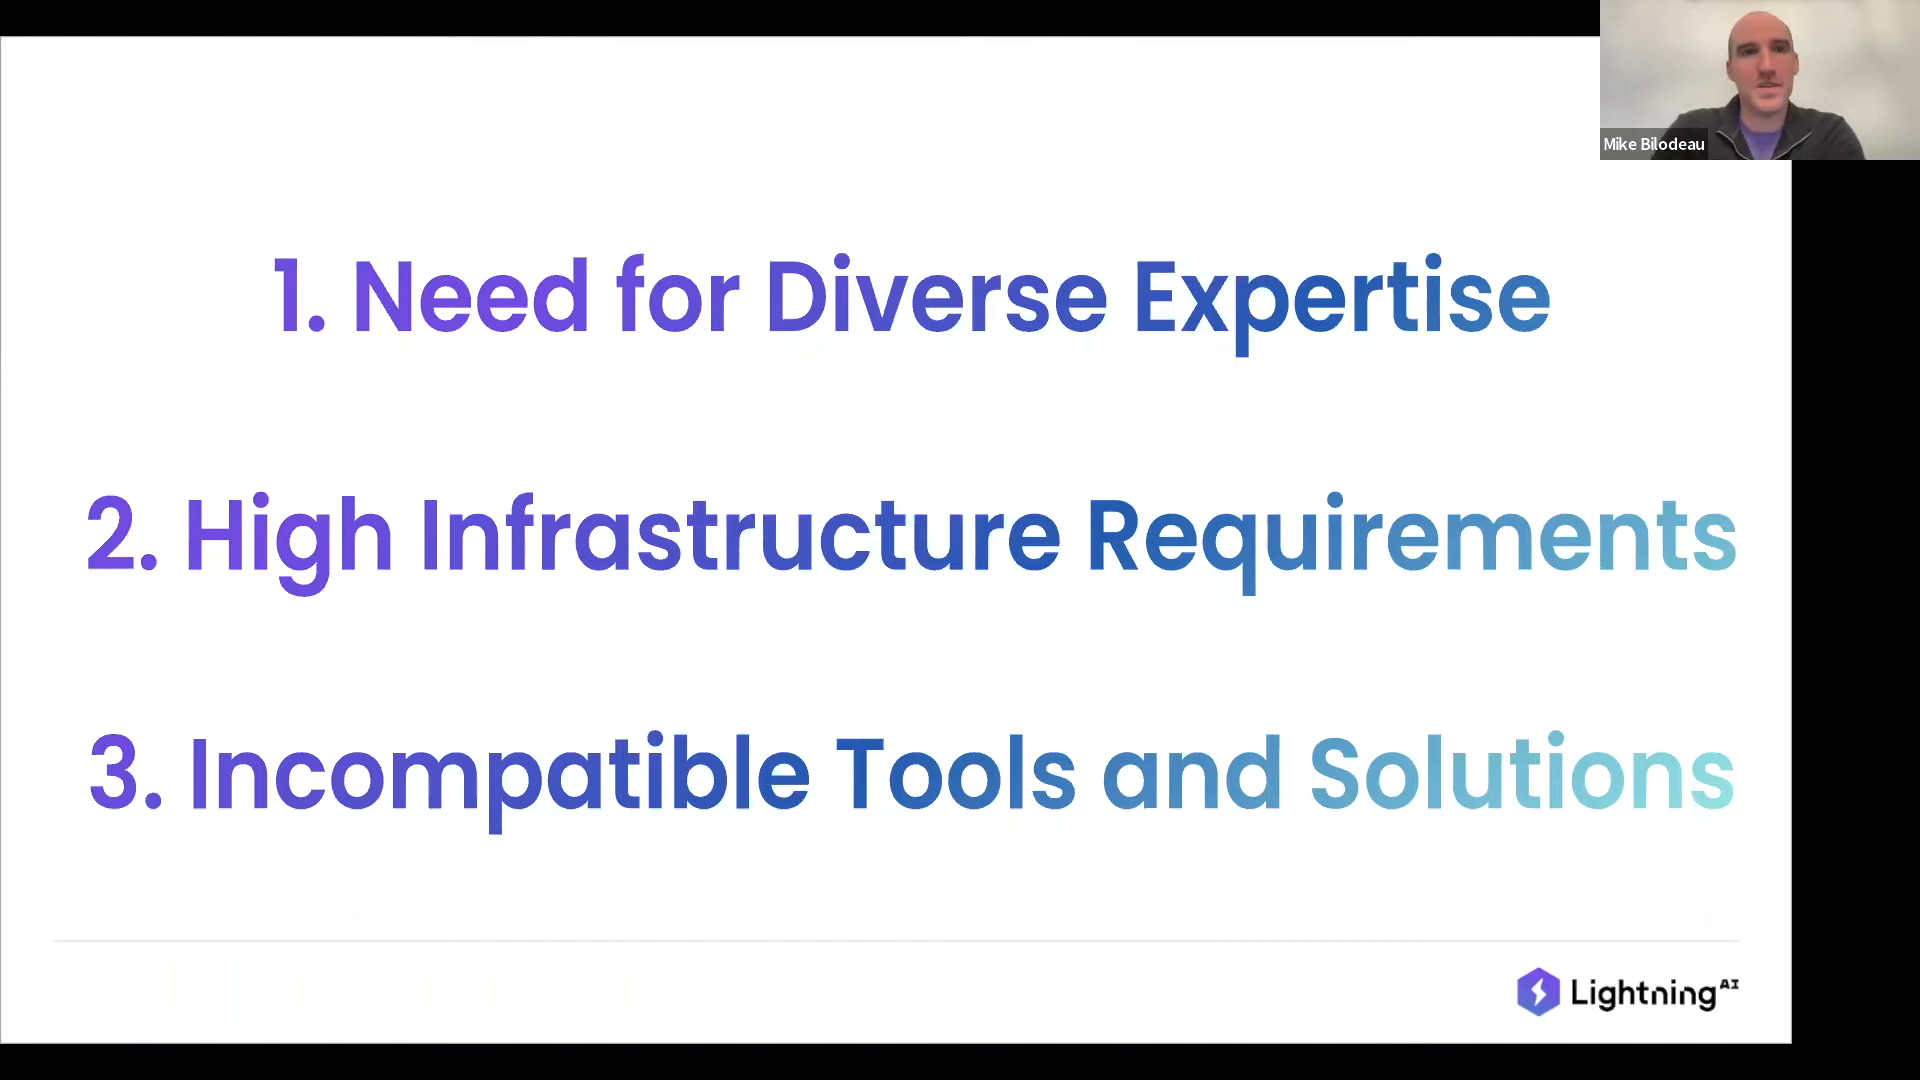 Mike Bilodeau
1. Need for Diverse Expertise
2. High Infrastructure Requirements
3. Incompatible Tools and Solutions
Lightning AI